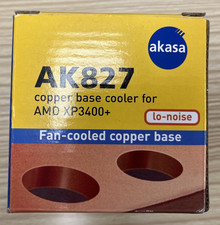 akasa
AK827
copper base cooler for
AMD XP3400+
lo-noise
Fan-cooled copper base